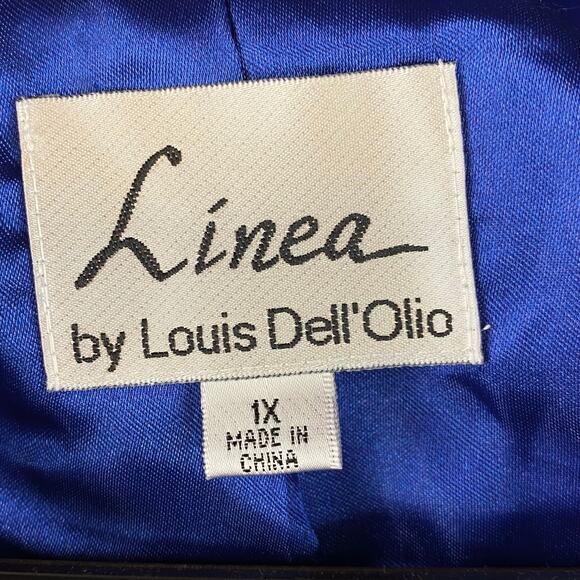 Linea
by Louis Dell'Olio
1X
MADE IN
CHINA